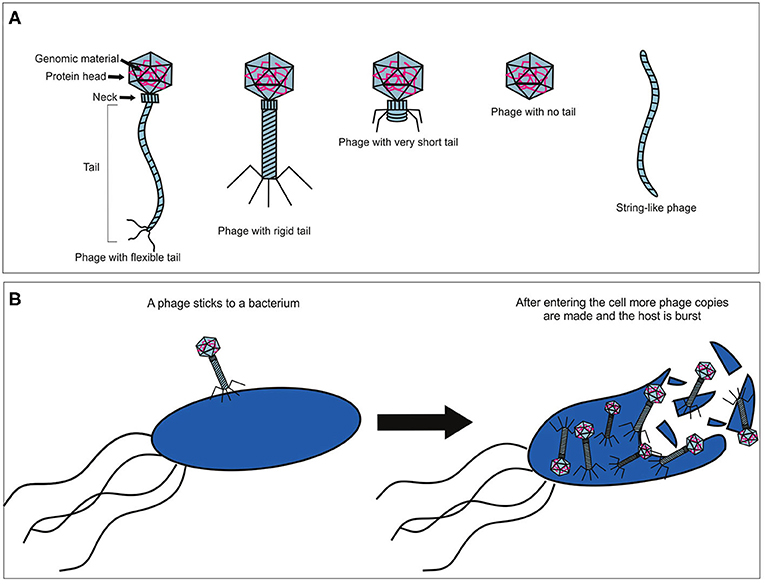 A
Genomic material
Protein head
Neck
Tail
Phage with flexible tail
Phage with rigid tail
Phage with very short tail
Phage with no tail
String-like phage
B
A phage sticks to a bacterium
After entering the cell more phage copies
are made and the host is burst